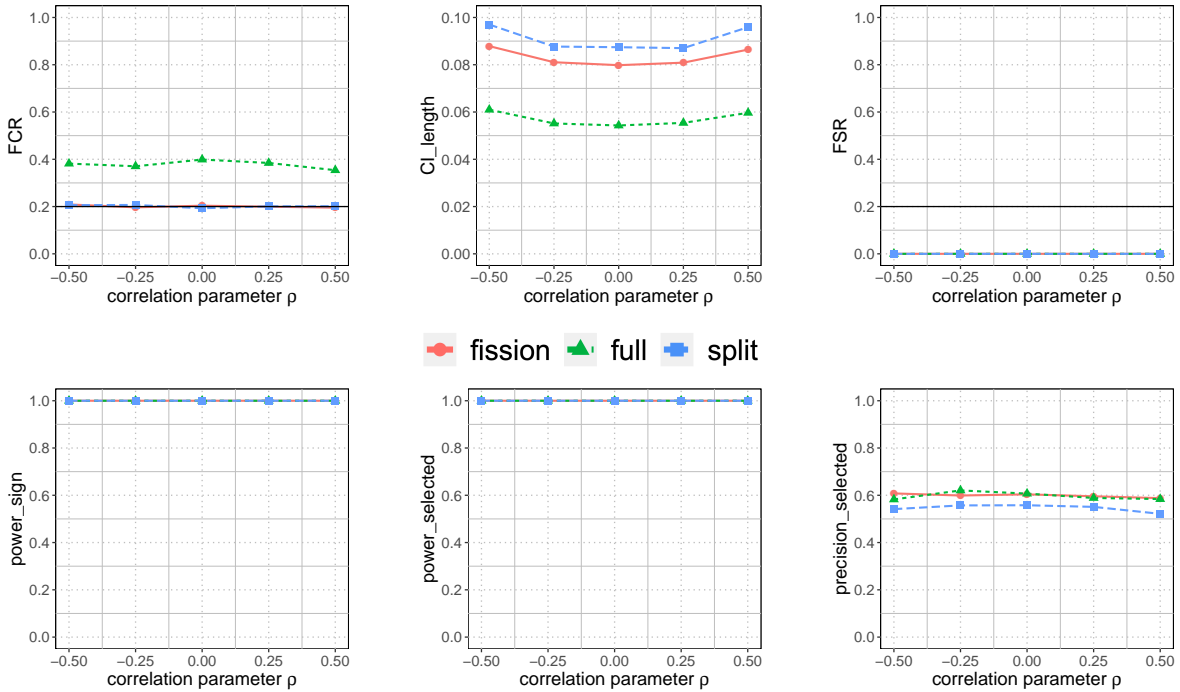 FCR
1.0
0.8
0.6
0.4
0.2
0.0
−0.50 −0.25 0.00 0.25 0.50
correlation parameter ρ
CI_length
0.10
0.08
0.06
0.04
0.02
0.00
−0.50 −0.25 0.00 0.25 0.50
correlation parameter ρ
FSR
1.0
0.8
0.6
0.4
0.2
0.0
−0.50 −0.25 0.00 0.25 0.50
correlation parameter ρ
fission full split
power_sign
1.0
0.8
0.6
0.4
0.2
0.0
−0.50 −0.25 0.00 0.25 0.50
correlation parameter ρ
power_selected
1.0
0.8
0.6
0.4
0.2
0.0
−0.50 −0.25 0.00 0.25 0.50
correlation parameter ρ
precision_selected
1.0
0.8
0.6
0.4
0.2
0.0
−0.50 −0.25 0.00 0.25 0.50
correlation parameter ρ